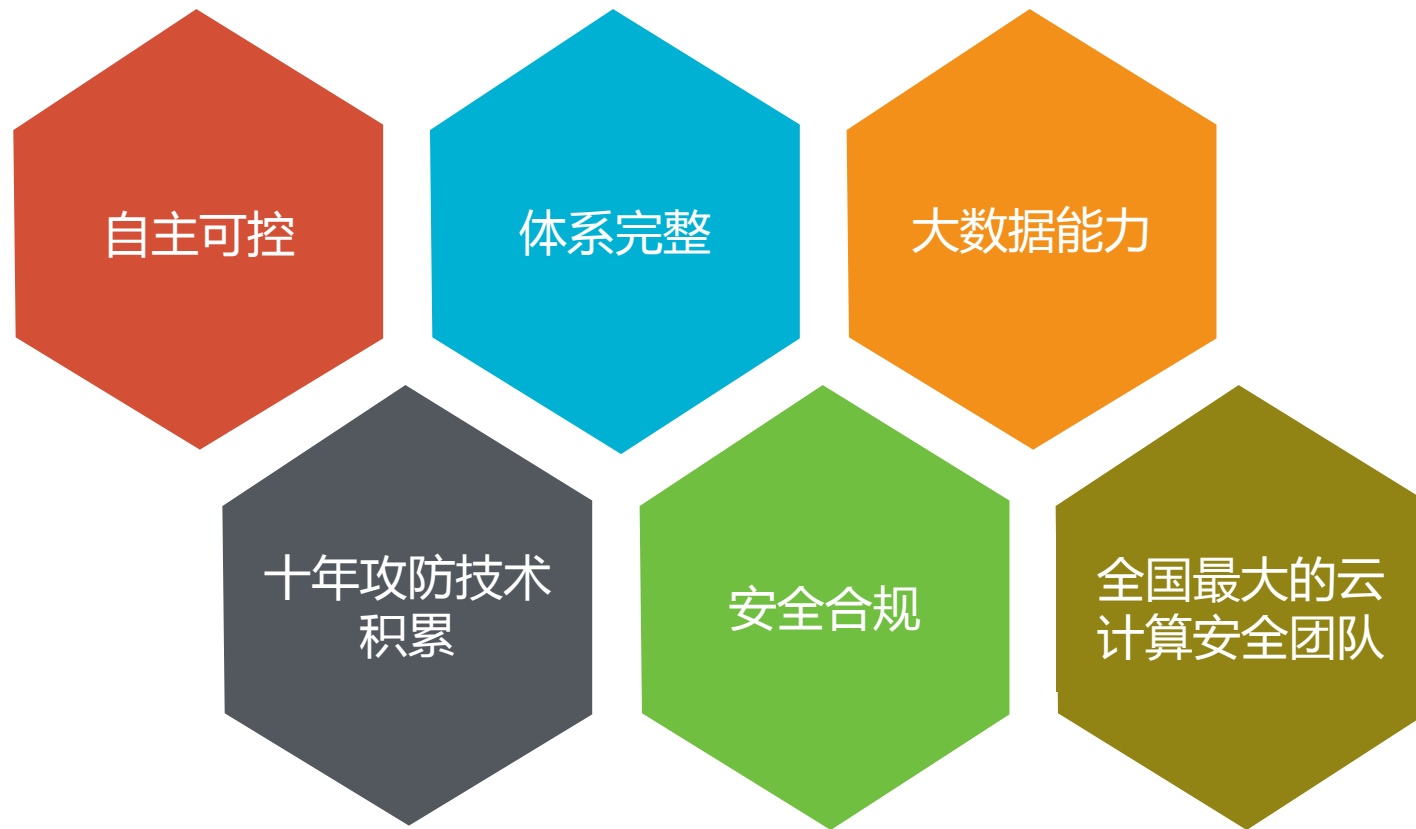 自主可控
体系完整
大数据能力
十年攻防技术
积累
安全合规
全国最大的云
计算安全团队